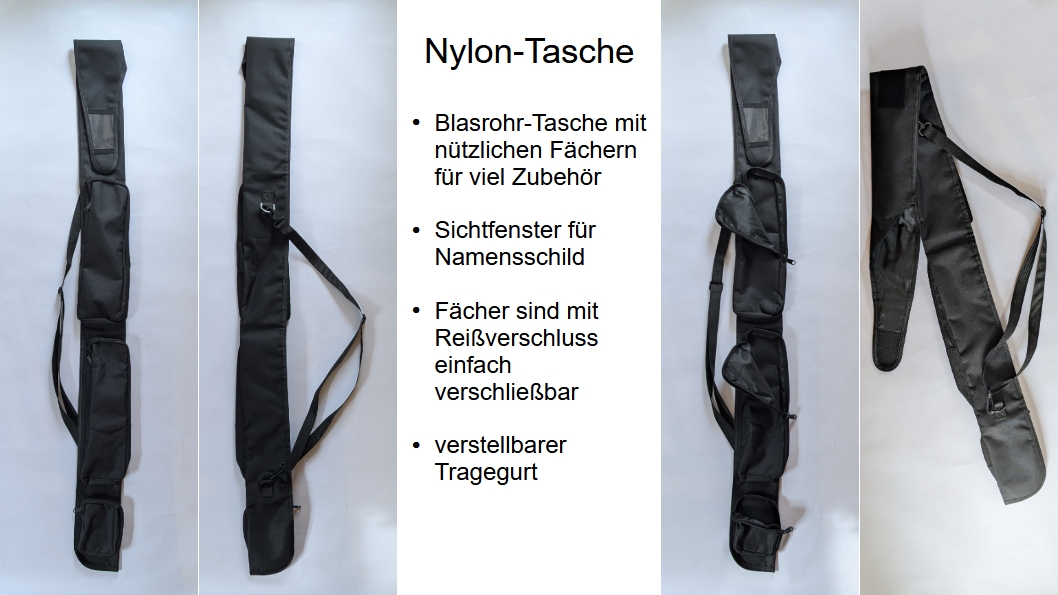 Nylon-Tasche
• Blasrohr-Tasche mit
nützlichen Fächern
für viel Zubehör
• Sichtfenster für
Namensschild
• Fächer sind mit
Reißverschluss
einfach
verschließbar
• verstellbarer
Tragegurt